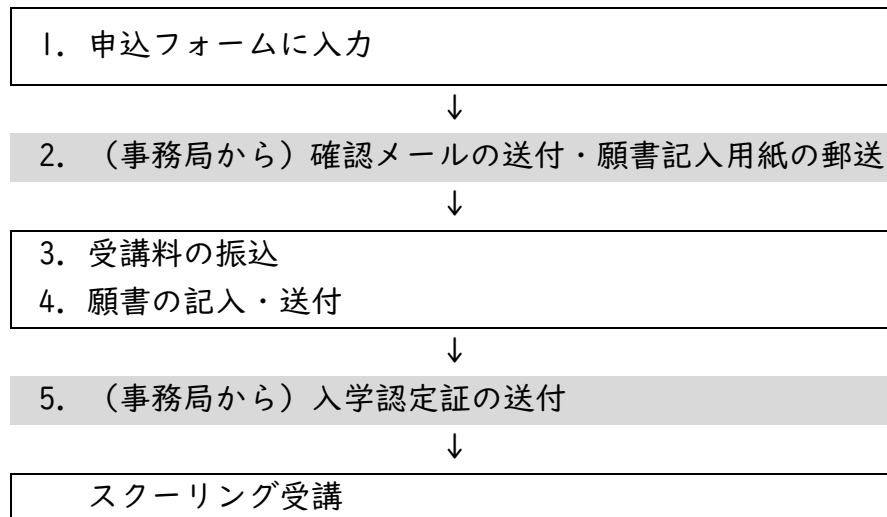 1. 申込フォームに入力
↓
2. （事務局から）確認メールの送付・願書記入用紙の郵送
↓
3. 受講料の振込
4. 願書の記入・送付
↓
5. （事務局から）入学認定証の送付
↓
スクーリング受講